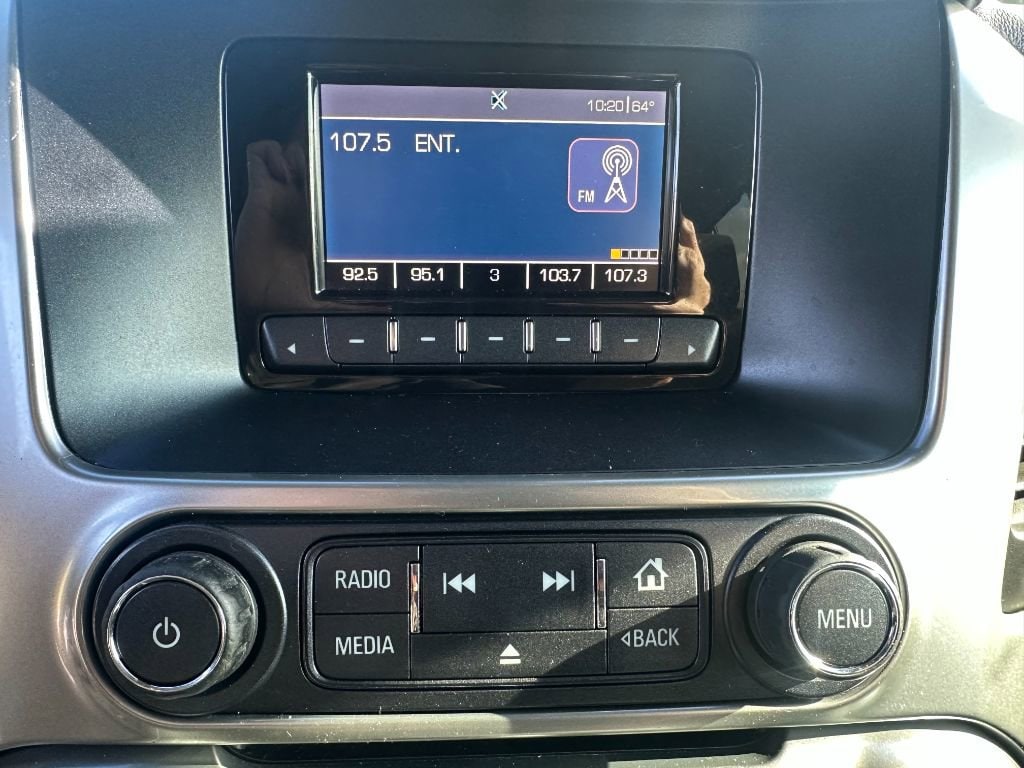 10:20|64°
107.5 ENT.
FM
92.5 95.1 3 103.7 107.3
RADIO
MEDIA
BACK
MENU